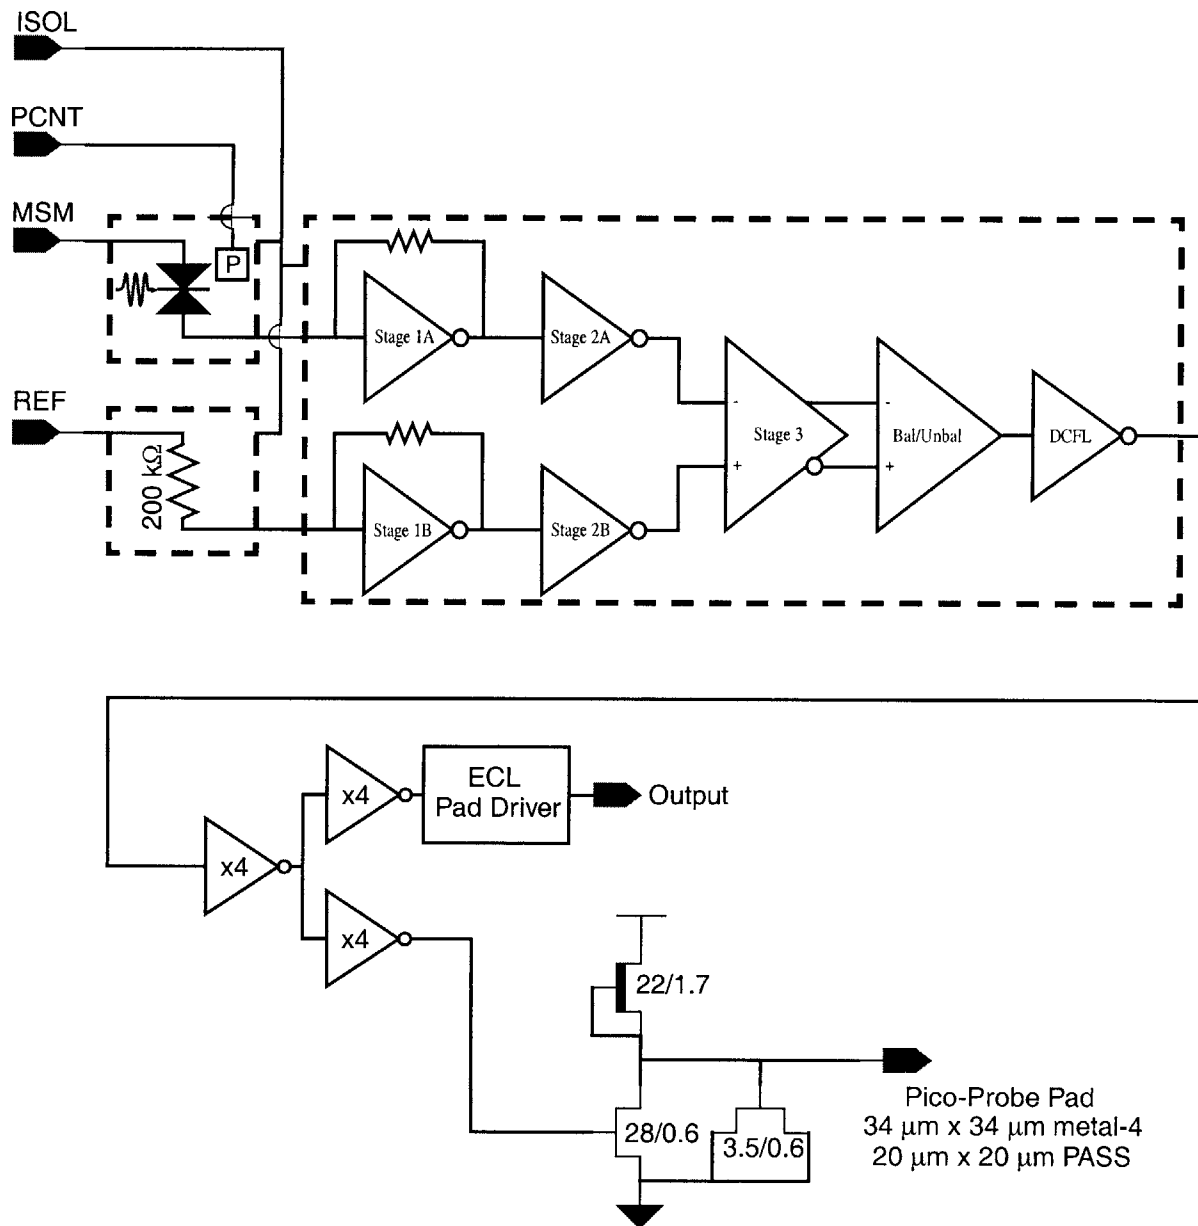 ISOL
PCNT
MSM
P
REF
200 kΩ
Stage 1A
Stage 2A
Stage 1B
Stage 2B
-
+
Stage 3
-
+
Bal/Unbal
DCFL
x4
x4
x4
ECL
Pad Driver
Output
22/1.7
28/0.6
3.5/0.6
Pico-Probe Pad
34 μm x 34 μm metal-4
20 μm x 20 μm PASS